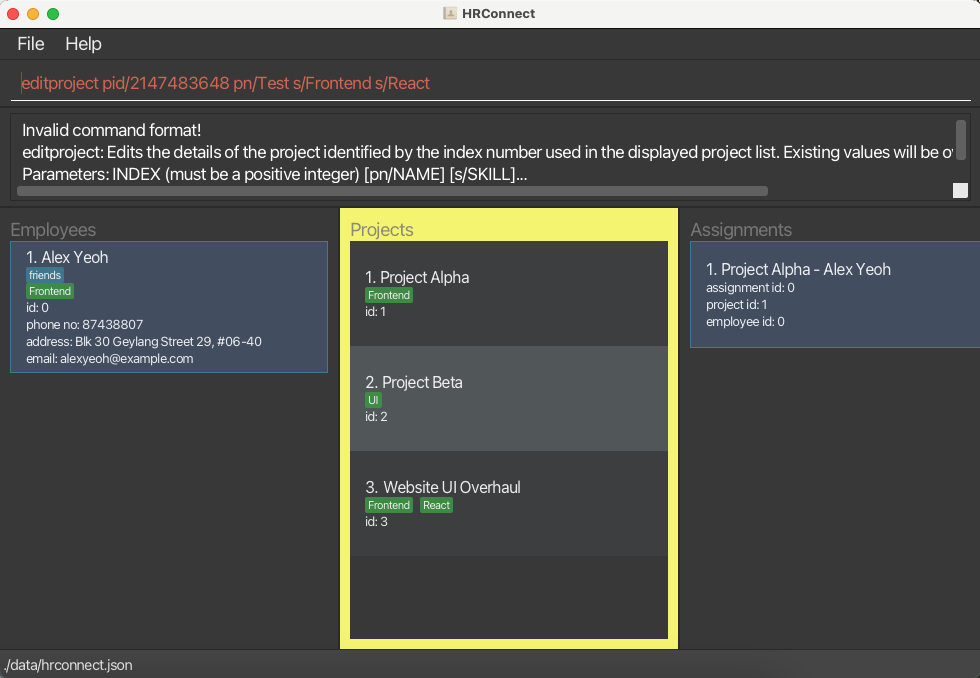 HRConnect
File Help
editproject pid/2147483648 pn/Test s/Frontend s/React
Invalid command format!
editproject: Edits the details of the project identified by the index number used in the displayed project list. Existing values will be
Parameters: INDEX (must be a positive integer) [pn/NAME] [s/SKILL]...
Employees
1. Alex Yeoh
friends
Frontend
id: 0
phone no: 87438807
address: Blk 30 Geylang Street 29, #06-40
email: alexyeoh@example.com
Projects
1. Project Alpha
Frontend
id: 1
2. Project Beta
UI
id: 2
3. Website UI Overhaul
Frontend React
id: 3
Assignments
1. Project Alpha - Alex Yeoh
assignment id: 0
project id: 1
employee id: 0
./data/hrconnect.json